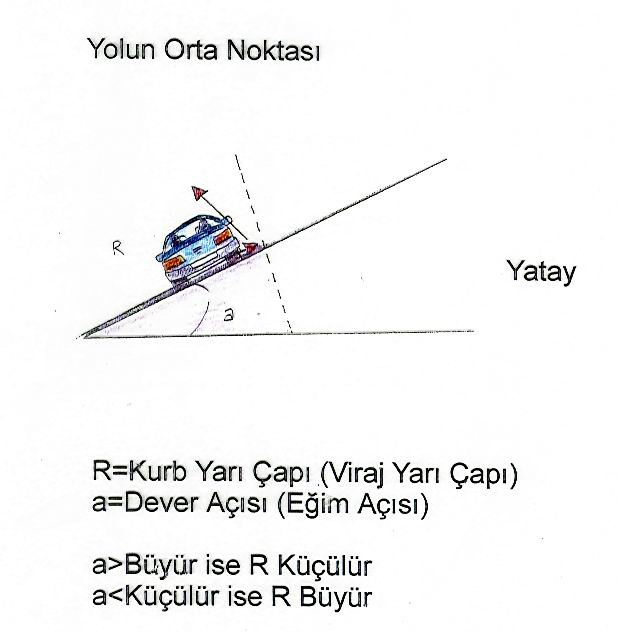 Yolun Orta Noktası
R
Yatay
a
R=Kurb Yarı Çapı (Viraj Yarı Çapı)
a=Dever Açısı (Eğim Açısı)
a>Büyür ise R Küçülür
a<Küçülür ise R Büyür